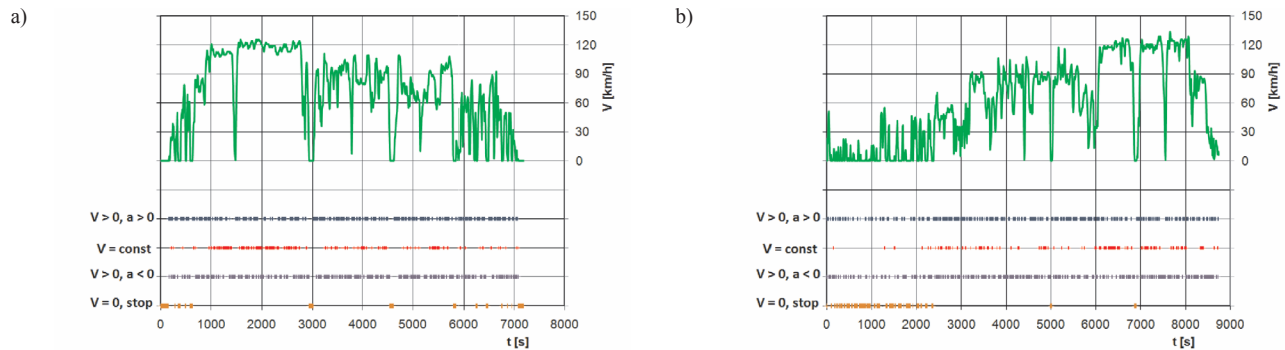 a)
150
120
90
60
30
0
V [km/h]
V > 0, a > 0
V = const
V > 0, a < 0
V = 0, stop
0 1000 2000 3000 4000 5000 6000 7000 8000
t [s]
b)
150
120
90
60
30
0
V [km/h]
V > 0, a > 0
V = const
V > 0, a < 0
V = 0, stop
0 1000 2000 3000 4000 5000 6000 7000 8000 9000
t [s]